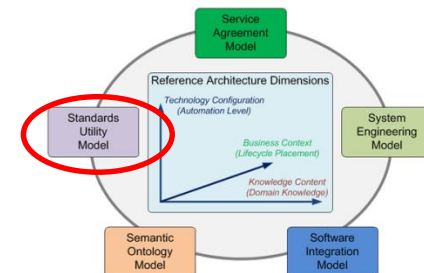 Service
Agreement
Model
Reference Architecture Dimensions
Technology Configuration
(Automation Level)
Standards
Utility
Model
System
Engineering
Model
Business Context
(Lifecycle Placement)
Knowledge Content
(Domain Knowledge)
Semantic
Ontology
Model
Software
Integration
Model